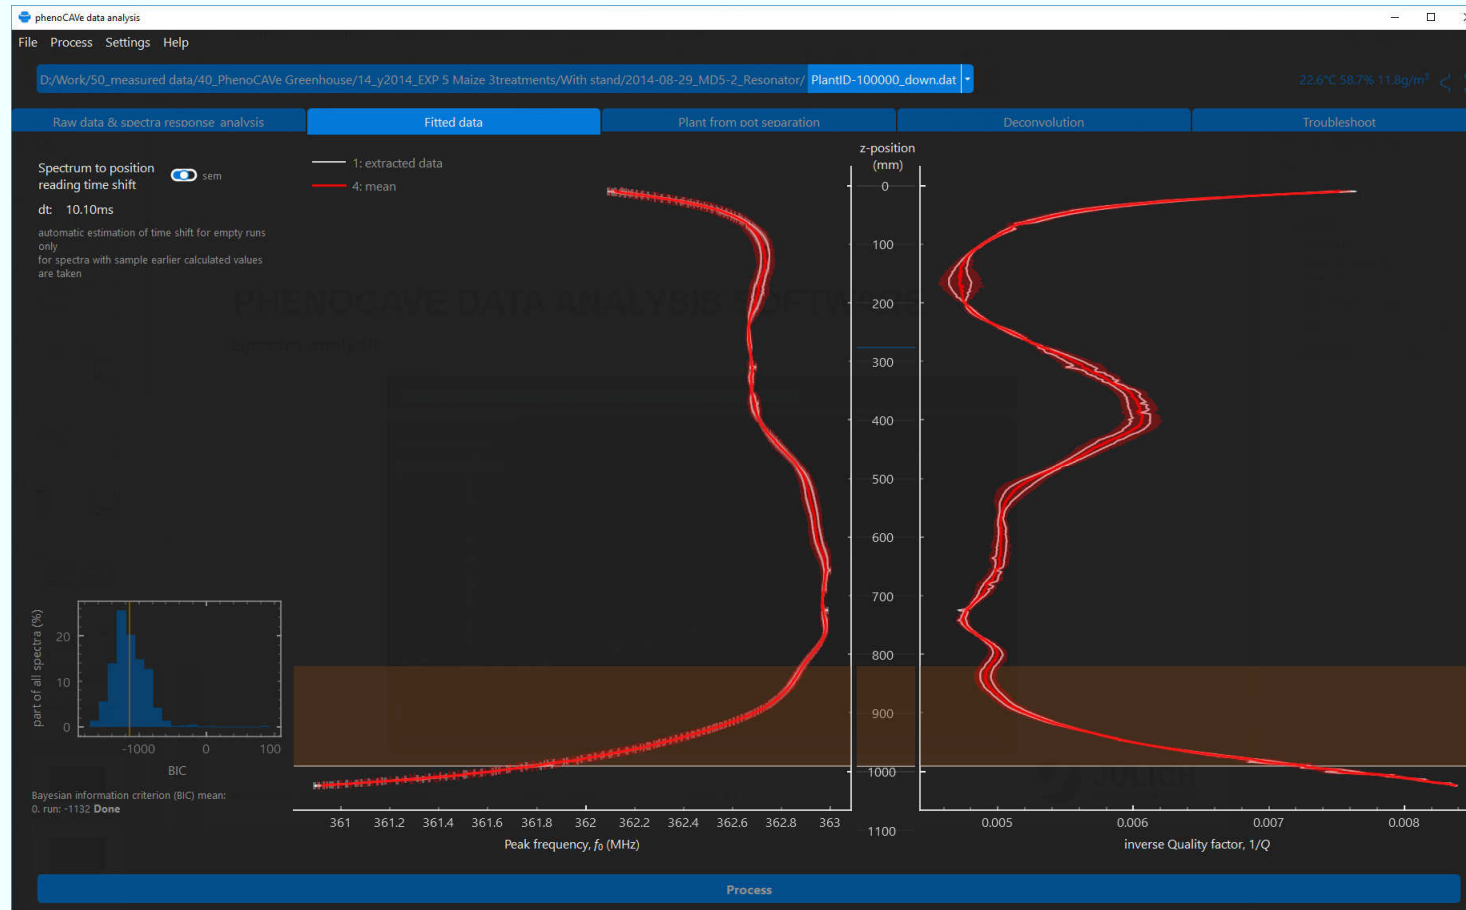 phenoCAVe data analysis
File Process Settings Help
D:/Work/50_measured data/40_PhenoCAVe Greenhouse/14_y2014_EXP 5 Maize 3treatments/With stand/2014-08-29_MD5-2_Resonator/ PlantID-100000_down.dat
22.6°C 58.7% 11.8g/m³
Raw data & spectra response analysis Fitted data Plant from pot separation Deconvolution Troubleshoot
Spectrum to position
reading time shift
sem
dt: 10.10ms
automatic estimation of time shift for empty runs
only
for spectra with sample earlier calculated values
are taken
1: extracted data
4: mean
z-position
(mm)
0
100
200
300
400
500
600
700
800
900
1000
1100
PHENOCAVE DATA ANALYSIS SOFTWARE
part of all spectra (%)
20
10
0
-1000 0 100
BIC
Bayesian information criterion (BIC) mean:
0. run: -1132 Done
361 361.2 361.4 361.6 361.8 362 362.2 362.4 362.6 362.8 363
Peak frequency, f₀ (MHz)
0.005 0.006 0.007 0.008
inverse Quality factor, 1/Q
Process